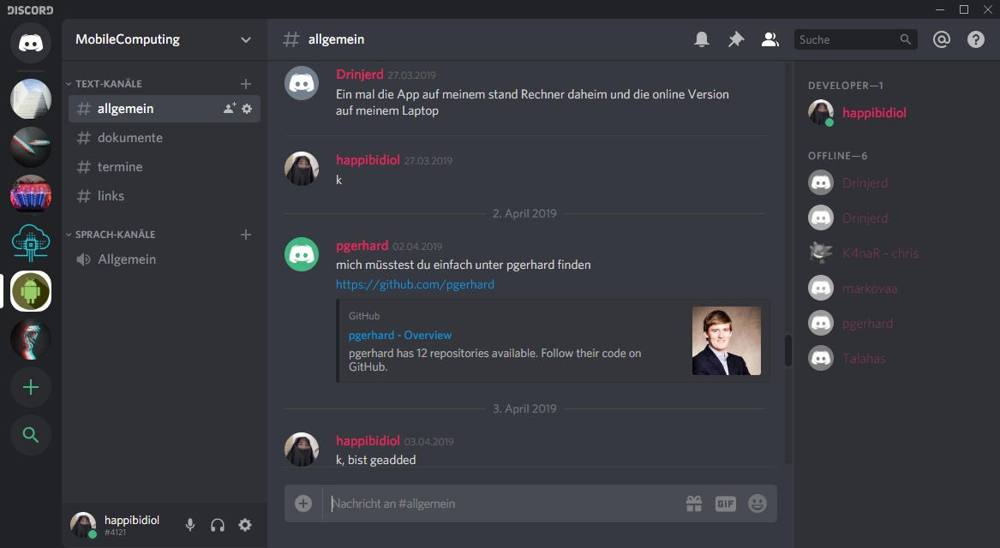 DISCORD
MobileComputing
TEXT-KANÄLE
allgemein
dokumente
termine
links
SPRACH-KANÄLE
Allgemein
happibidiol
#4121
# allgemein
Suche
Drinjerd 27.03.2019
Ein mal die App auf meinem stand Rechner daheim und die online Version
auf meinem Laptop
happibidiol 27.03.2019
k
2. April 2019
pgerhard 02.04.2019
mich müsstest du einfach unter pgerhard finden
https://github.com/pgerhard
GitHub
pgerhard - Overview
pgerhard has 12 repositories available. Follow their code on
GitHub.
3. April 2019
happibidiol 03.04.2019
k, bist geadded
Nachricht an #allgemein
GIF
DEVELOPER—1
happibidiol
OFFLINE—6
Drinjerd
Drinjerd
K4naR - chris
markovaa
pgerhard
Talahas